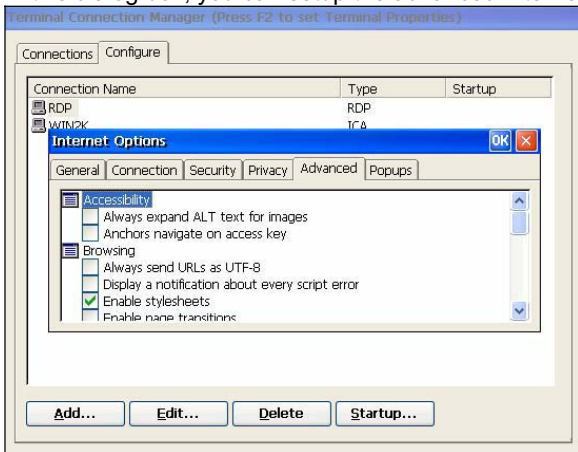 Terminal Connection Manager (Press F2 to set Terminal Properties)
Connections Configure
Connection Name Type Startup
RDP RDP
WIN2K ICA
Internet Options OK
General Connection Security Privacy Advanced Popups
Accessibility
Always expand ALT text for images
Anchors navigate on access key
Browsing
Always send URLs as UTF-8
Display a notification about every script error
Enable stylesheets
Enable page transitions
Add... Edit... Delete Startup...